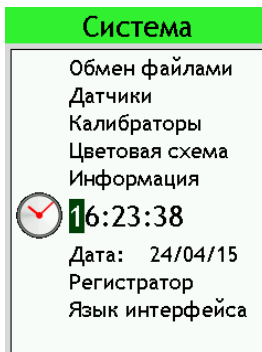 Система
Обмен файлами
Датчики
Калибраторы
Цветовая схема
Информация
16:23:38
Дата: 24/04/15
Регистратор
Язык интерфейса